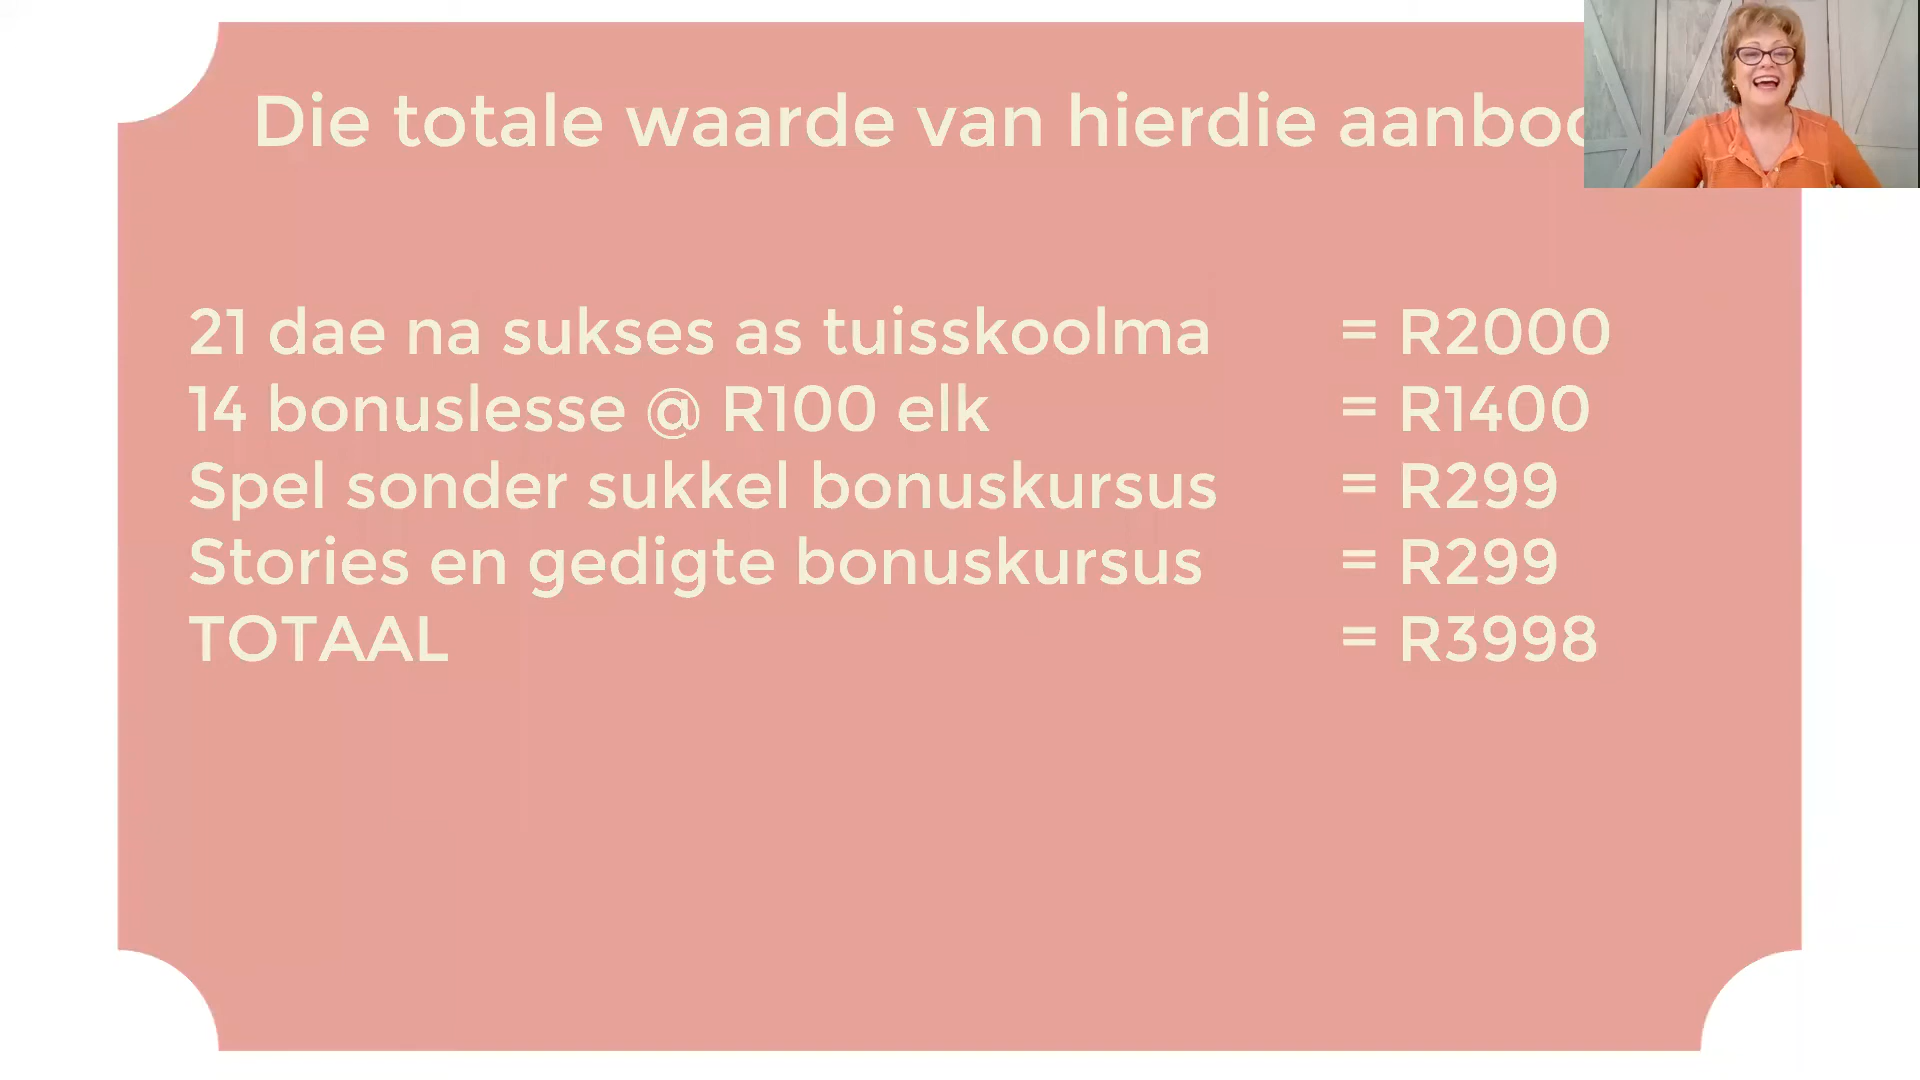 Die totale waarde van hierdie
21 dae na sukses as tuisskoolma = R2000
14 bonuslesse @ R100 elk = R1400
Spel sonder sukkel bonuskursus = R299
Stories en gedigte bonuskursus = R299
TOTAAL = R3998